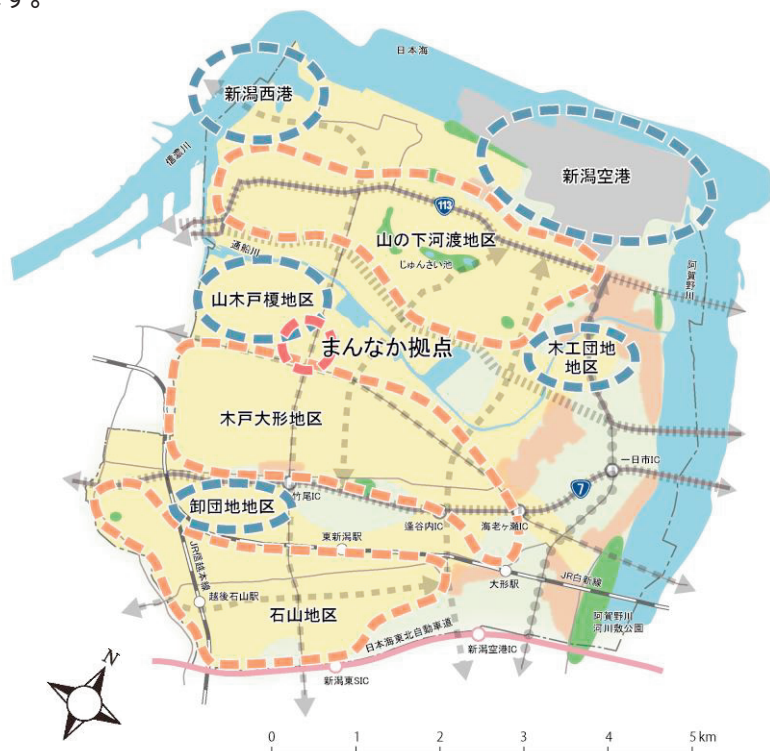 す。
日本海
新潟西港
信濃川
新潟空港
113
山の下河渡地区
じゅんさい池
通船川
阿賀野川
山木戸榎地区
まんなか拠点
木工団地
地区
木戸大形地区
一日市IC
7
竹尾IC
卸団地地区
逢谷内IC
海老ヶ瀬IC
東新潟駅
JR信越本線
大形駅
JR白新線
越後石山駅
石山地区
阿賀野川
河川敷公園
日本海東北自動車道
新潟空港IC
新潟東SIC
N
0 1 2 3 4 5 km